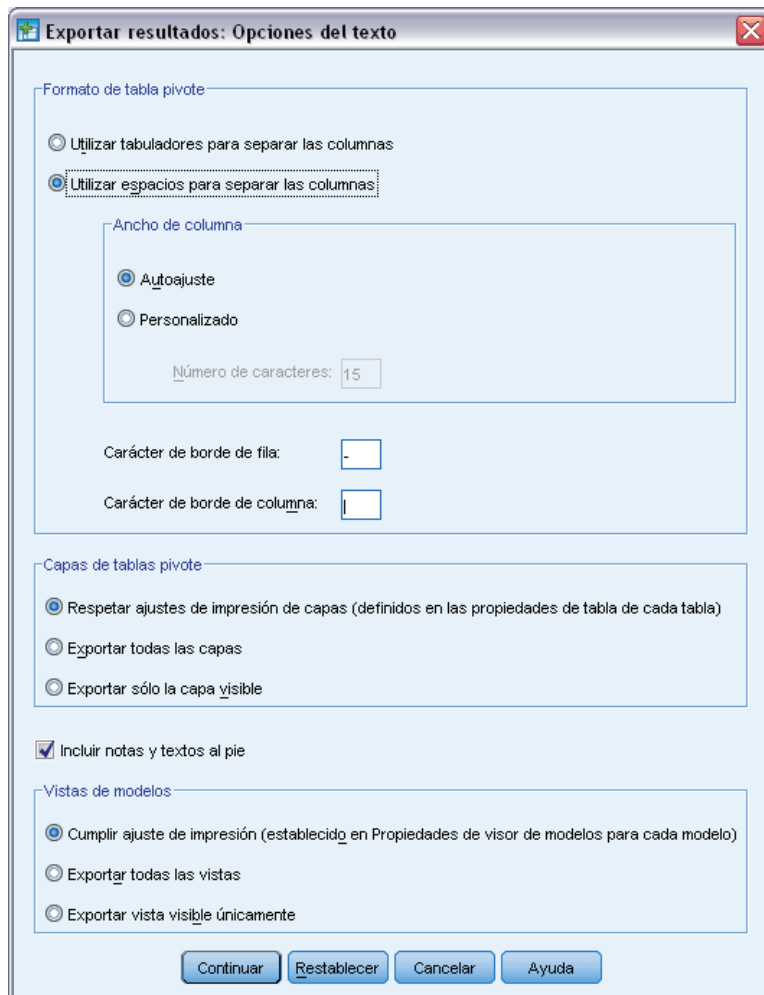 Exportar resultados: Opciones del texto
Formato de tabla pivote
Utilizar tabuladores para separar las columnas
Utilizar espacios para separar las columnas
Ancho de columna
Autoajuste
Personalizado
Número de caracteres: 15
Carácter de borde de fila: -
Carácter de borde de columna: |
Capas de tablas pivote
Respetar ajustes de impresión de capas (definidos en las propiedades de tabla de cada tabla)
Exportar todas las capas
Exportar sólo la capa visible
Incluir notas y textos al pie
Vistas de modelos
Cumplir ajuste de impresión (establecido en Propiedades de visor de modelos para cada modelo)
Exportar todas las vistas
Exportar vista visible únicamente
Continuar Restablecer Cancelar Ayuda